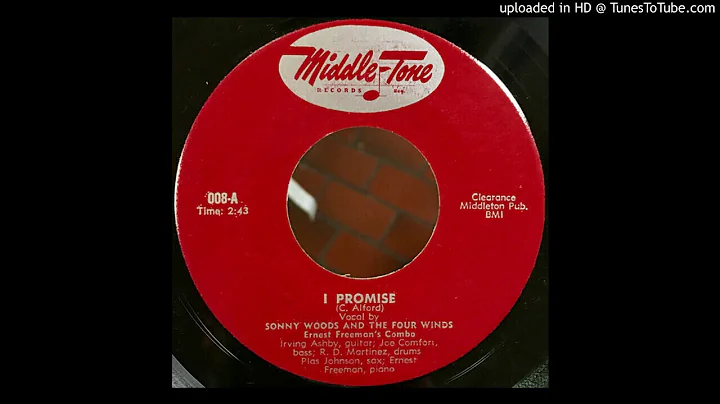 uploaded in HD @ TunesToTube.com
Middle-Tone
RECORDS Reg.
008-A
Time: 2:43
Clearance
Middleton Pub.
BMI
I PROMISE
(C. Alford)
Vocal by
SONNY WOODS AND THE FOUR WINDS
Ernest Freeman's Combo
Irving Ashby, guitar; Joe Comfort,
bass; R. D. Martinez, drums
Plas Johnson, sax; Ernest
Freeman, piano